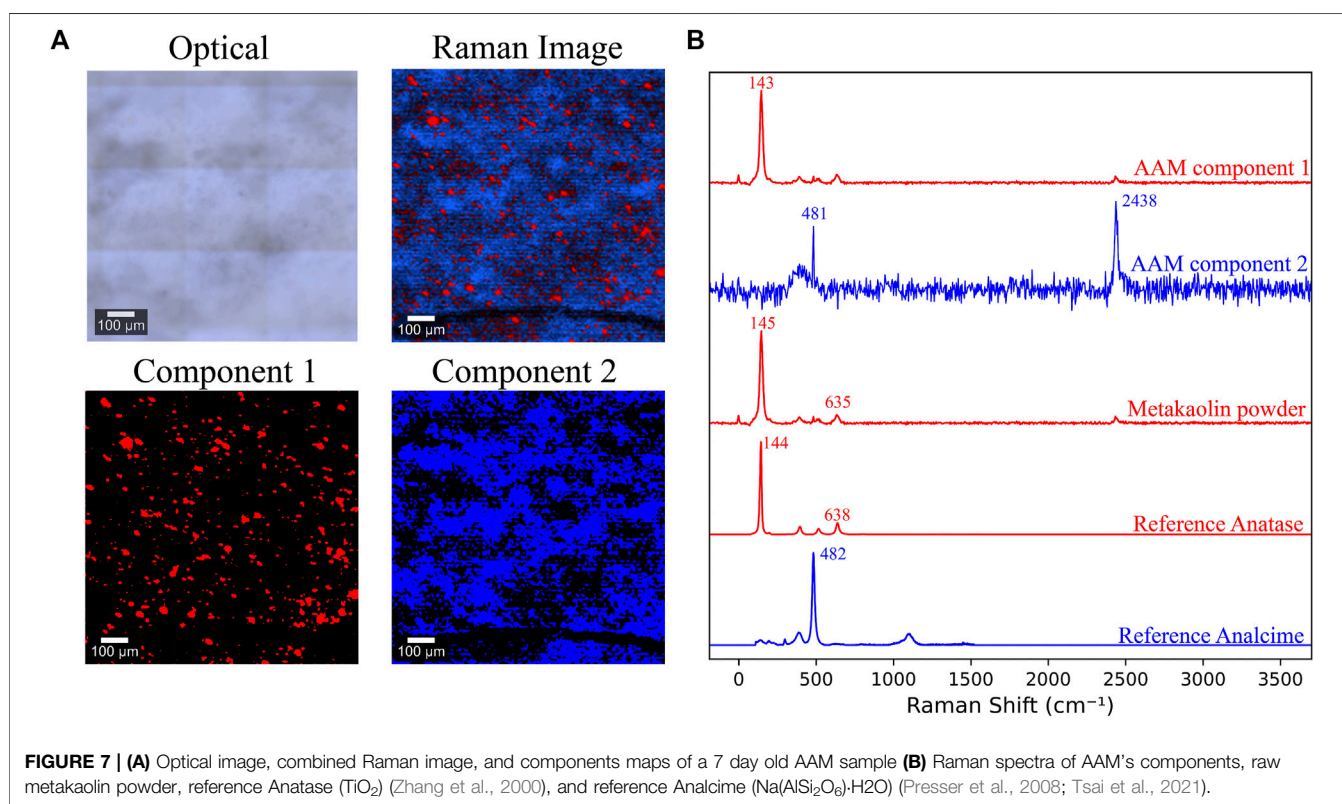 A
Optical
Raman Image
100 µm
100 µm
Component 1
Component 2
100 µm
100 µm
B
143
AAM component 1
481
2438
AAM component 2
145
635
Metakaolin powder
144
638
Reference Anatase
482
Reference Analcime
0 500 1000 1500 2000 2500 3000 3500
Raman Shift (cm⁻¹)
FIGURE 7 | (A) Optical image, combined Raman image, and components maps of a 7 day old AAM sample (B) Raman spectra of AAM's components, raw
metakaolin powder, reference Anatase (TiO₂) (Zhang et al., 2000), and reference Analcime (Na(AlSi₂O₆)·H2O) (Presser et al., 2008; Tsai et al., 2021).